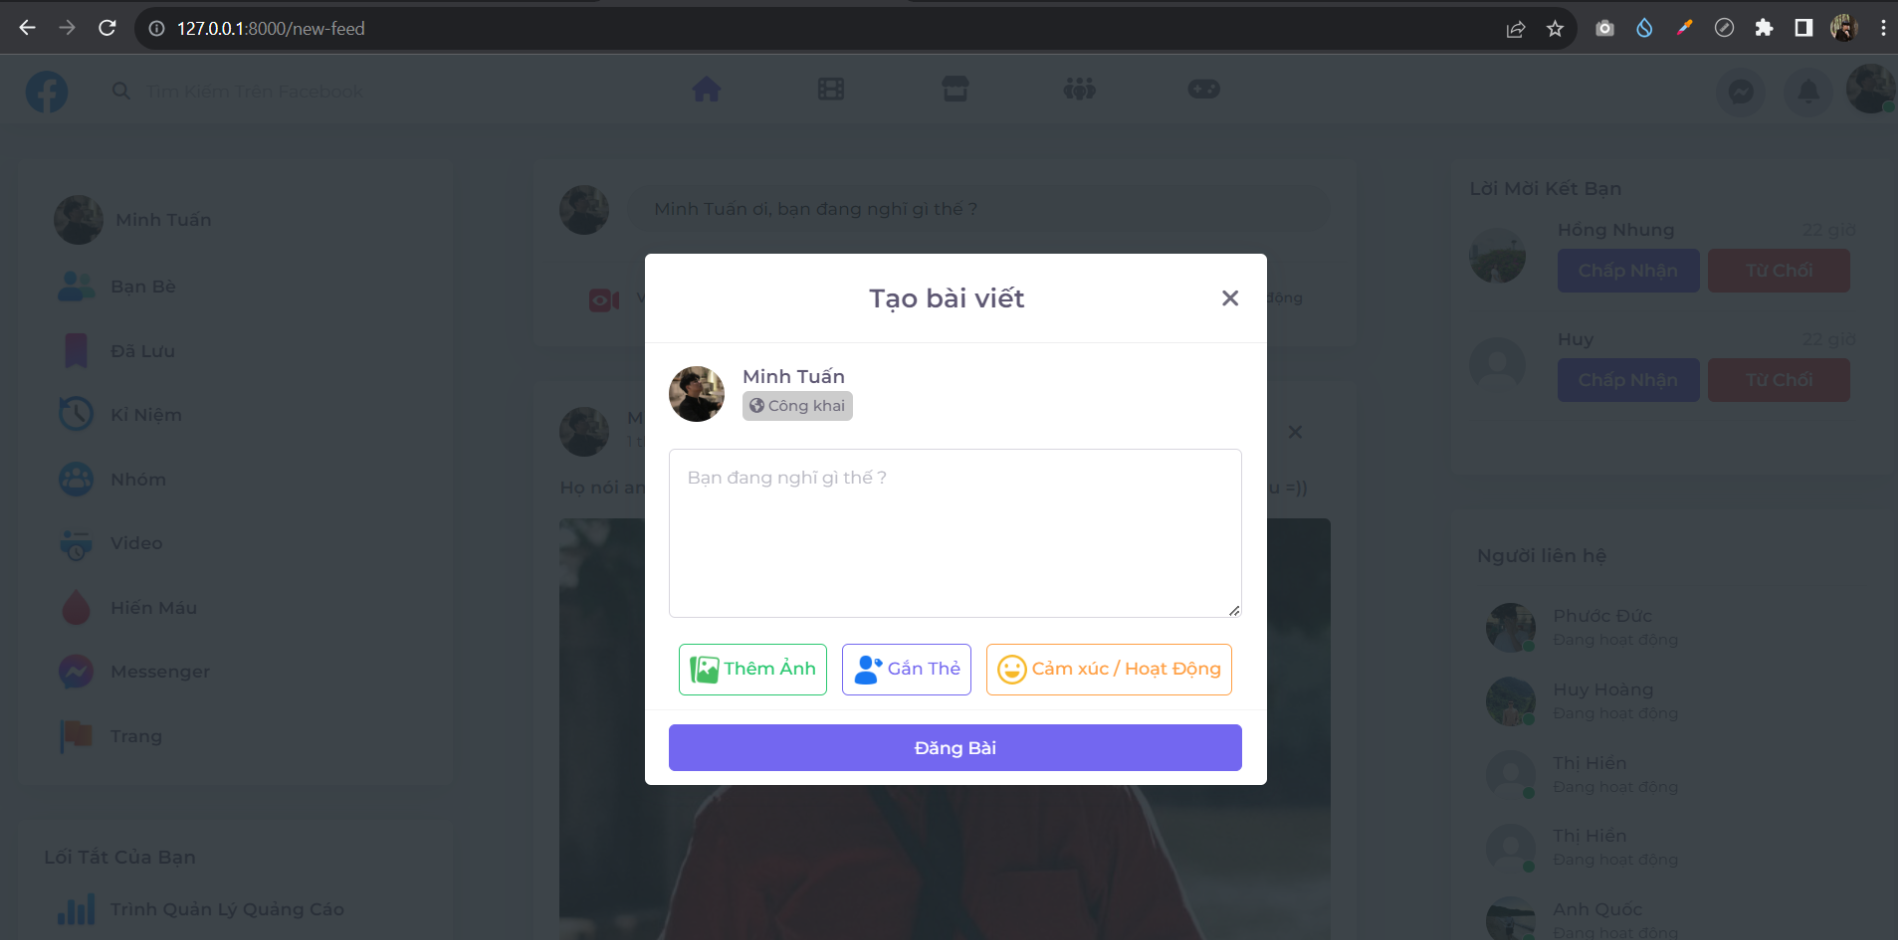 127.0.0.1:8000/new-feed
Tìm Kiếm Trên Facebook
Minh Tuấn
Bạn Bè
Đã Lưu
Kỉ Niệm
Nhóm
Video
Hiến Máu
Messenger
Trang
Lối Tắt Của Bạn
Trình Quản Lý Quảng Cáo
Minh Tuấn ơi, bạn đang nghĩ gì thế ?
V
động
M
1 t
Họ nói an
u =))
Tạo bài viết
Minh Tuấn
Công khai
Bạn đang nghĩ gì thế ?
Thêm Ảnh
Gắn Thẻ
Cảm xúc / Hoạt Động
Đăng Bài
Lời Mời Kết Bạn
Hồng Nhung
22 giờ
Chấp Nhận
Từ Chối
Huy
22 giờ
Chấp Nhận
Từ Chối
Người liên hệ
Phước Đức
Đang hoạt động
Huy Hoàng
Đang hoạt động
Thị Hiền
Đang hoạt động
Thị Hiền
Đang hoạt động
Anh Quốc
Đang hoạt động